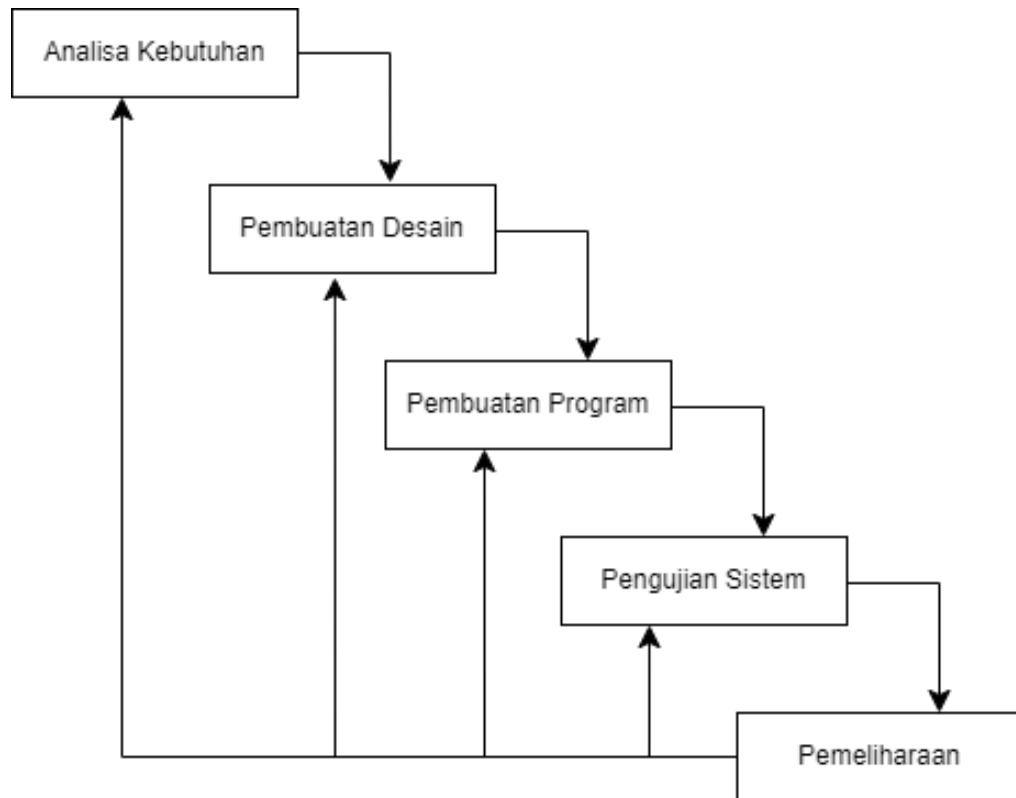 Analisa Kebutuhan
Pembuatan Desain
Pembuatan Program
Pengujian Sistem
Pemeliharaan